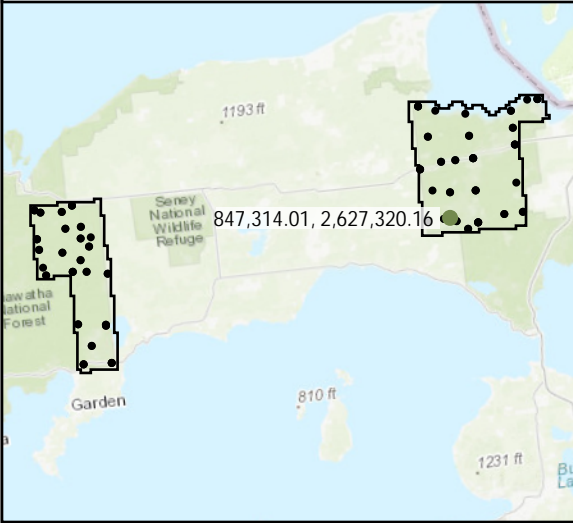 1193 ft
Seney
National
Wildlife
Refuge
847,314.01, 2,627,320.16
iawatha
National
Forest
810 ft
Garden
1231 ft
a
Bu
La